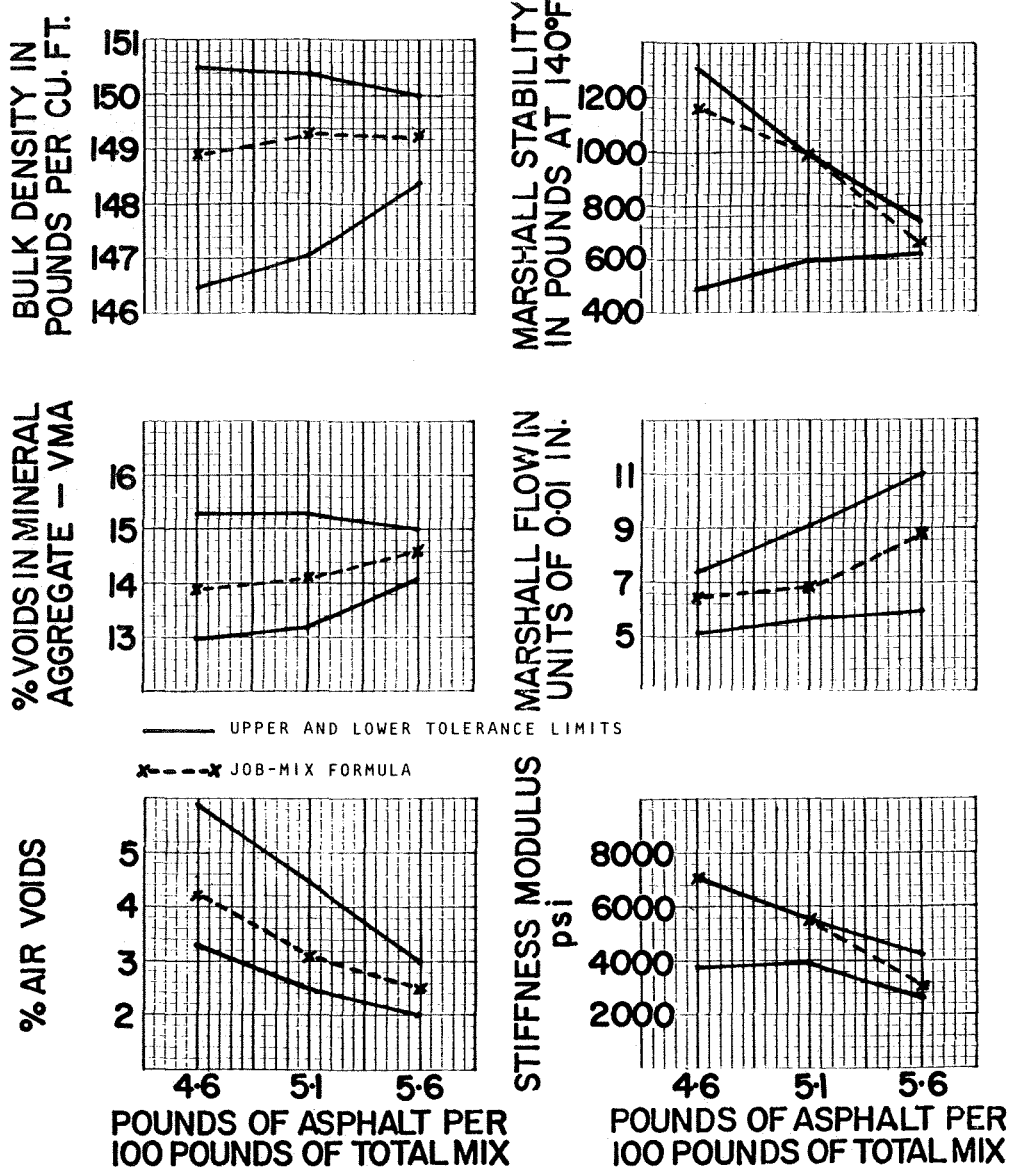 BULK DENSITY IN
POUNDS PER CU. FT.
151
150
149
148
147
146
MARSHALL STABILITY
IN POUNDS AT 140°F
1200
1000
800
600
400
% VOIDS IN MINERAL
AGGREGATE — VMA
16
15
14
13
MARSHALL FLOW IN
UNITS OF 0·01 IN.
11
9
7
5
UPPER AND LOWER TOLERANCE LIMITS
JOB-MIX FORMULA
% AIR VOIDS
5
4
3
2
4·6 5·1 5·6
POUNDS OF ASPHALT PER
100 POUNDS OF TOTAL MIX
STIFFNESS MODULUS
psi
8000
6000
4000
2000
4·6 5·1 5·6
POUNDS OF ASPHALT PER
100 POUNDS OF TOTAL MIX